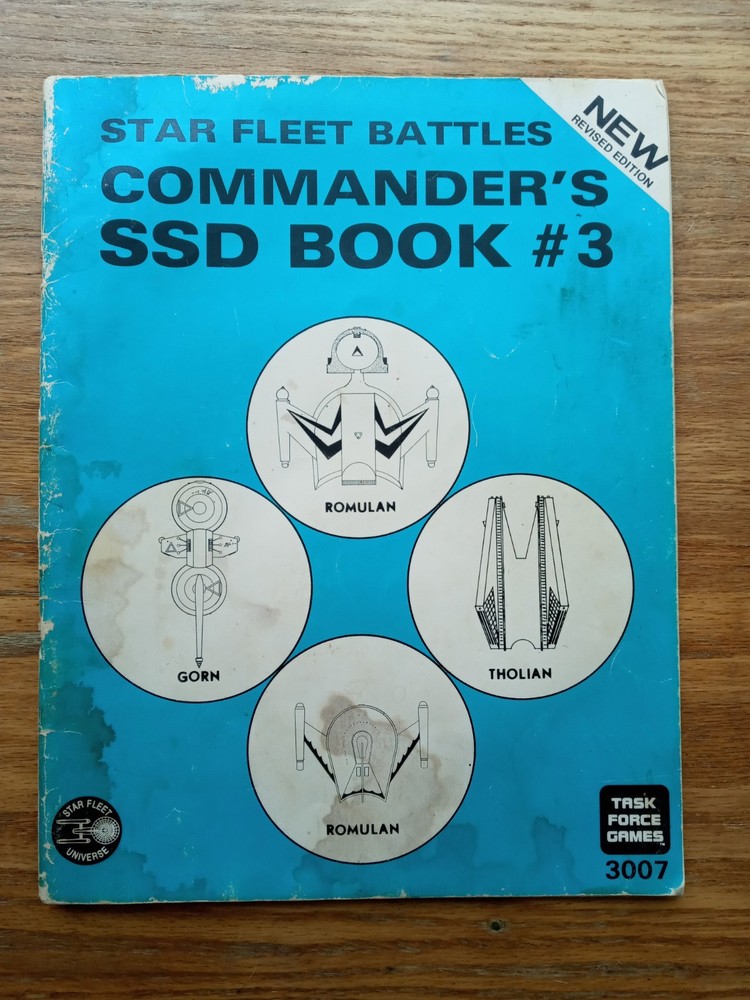 STAR FLEET BATTLES
COMMANDER'S
SSD BOOK #3
NEW
REVISED EDITION
ROMULAN
GORN
THOLIAN
ROMULAN
STAR FLEET
UNIVERSE
TASK
FORCE
GAMES™
3007